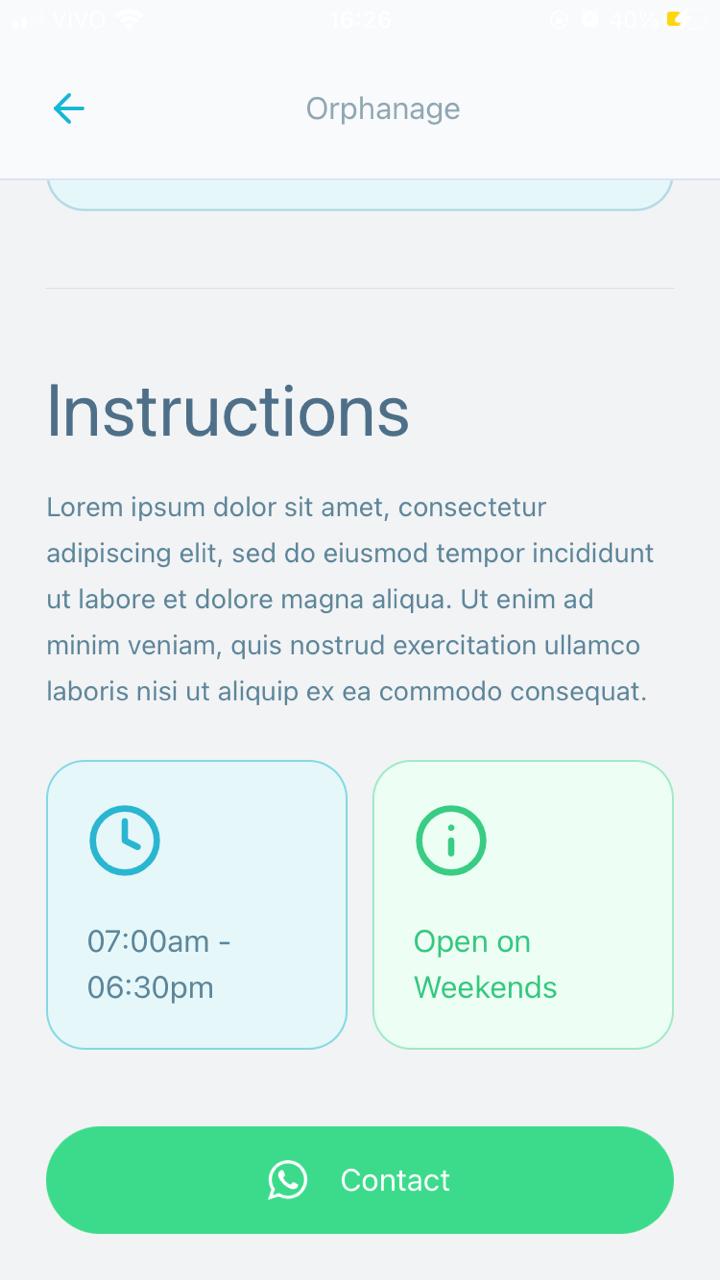 VIVO 16:26 40%
Orphanage
Instructions
Lorem ipsum dolor sit amet, consectetur
adipiscing elit, sed do eiusmod tempor incididunt
ut labore et dolore magna aliqua. Ut enim ad
minim veniam, quis nostrud exercitation ullamco
laboris nisi ut aliquip ex ea commodo consequat.
07:00am -
06:30pm
Open on
Weekends
Contact